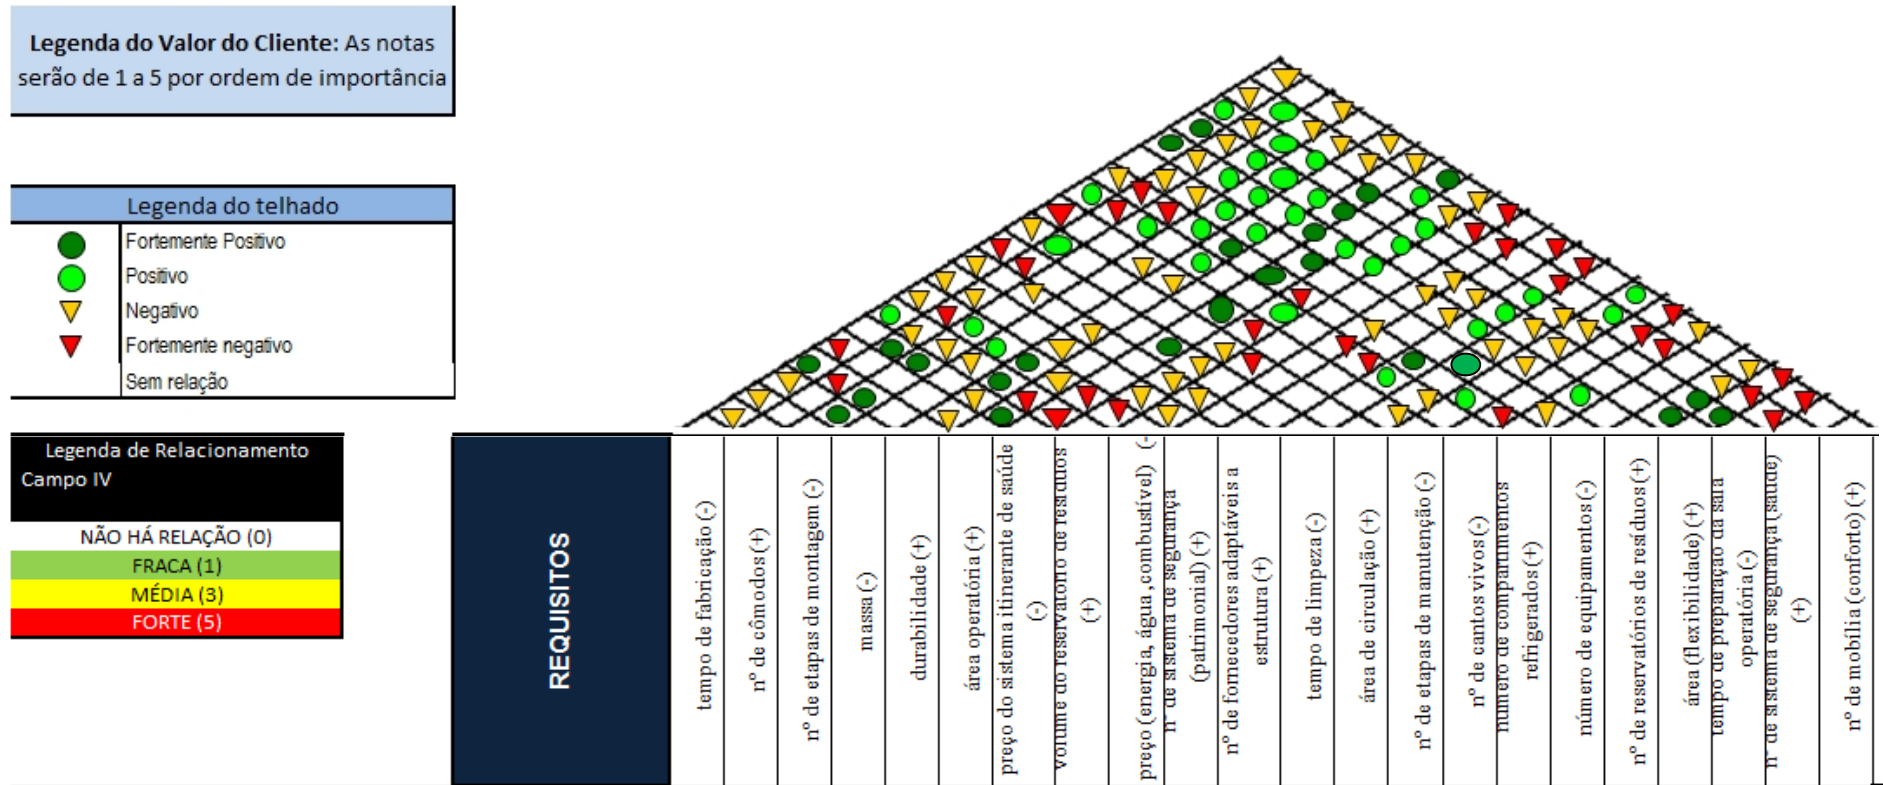 Legenda do Valor do Cliente: As notas
serão de 1 a 5 por ordem de importância
Legenda do telhado
Fortemente Positivo
Positivo
Negativo
Fortemente negativo
Sem relação
Legenda de Relacionamento
Campo IV
NÃO HÁ RELAÇÃO (0)
FRACA (1)
MÉDIA (3)
FORTE (5)
REQUISITOS
tempo de fabricação (-)
nº de cômodos (+)
nº de etapas de montagem (-)
massa (-)
durabilidade (+)
área operatória (+)
preço do sistema itinerante de saúde
(-)
volume do reservatorio de residuos
(+)
preço (energia, água ,combustível) (-
nº de sistema de segurança
(patrimonial) (+)
nº de fornecedores adaptáveis a
estrutura (+)
tempo de limpeza (-)
área de circulação (+)
nº de etapas de manutenção (-)
nº de cantos vivos (-)
número de compartimentos
refrigerados (+)
número de equipamentos (-)
nº de reservatórios de resíduos (+)
área (flexibilidade) (+)
tempo de preparação da sala
operatória (-)
nº de sistema de segurança (saúde)
(+)
nº de mobília (conforto) (+)